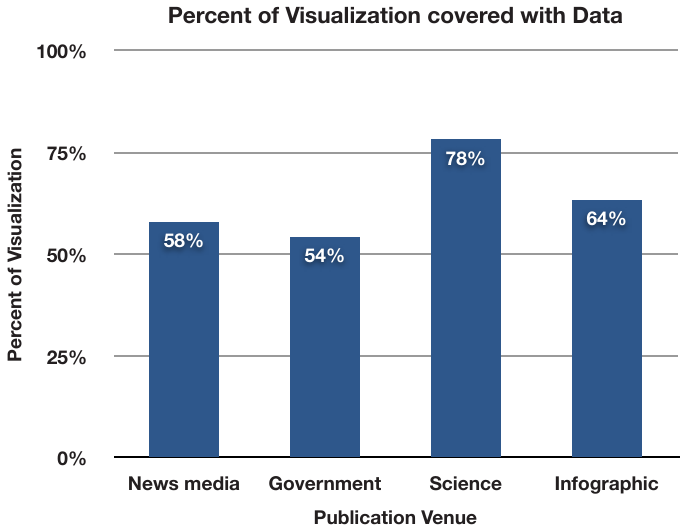 Percent of Visualization covered with Data
100%
75%
50%
25%
0%
Percent of Visualization
58%
54%
78%
64%
News media
Government
Science
Infographic
Publication Venue